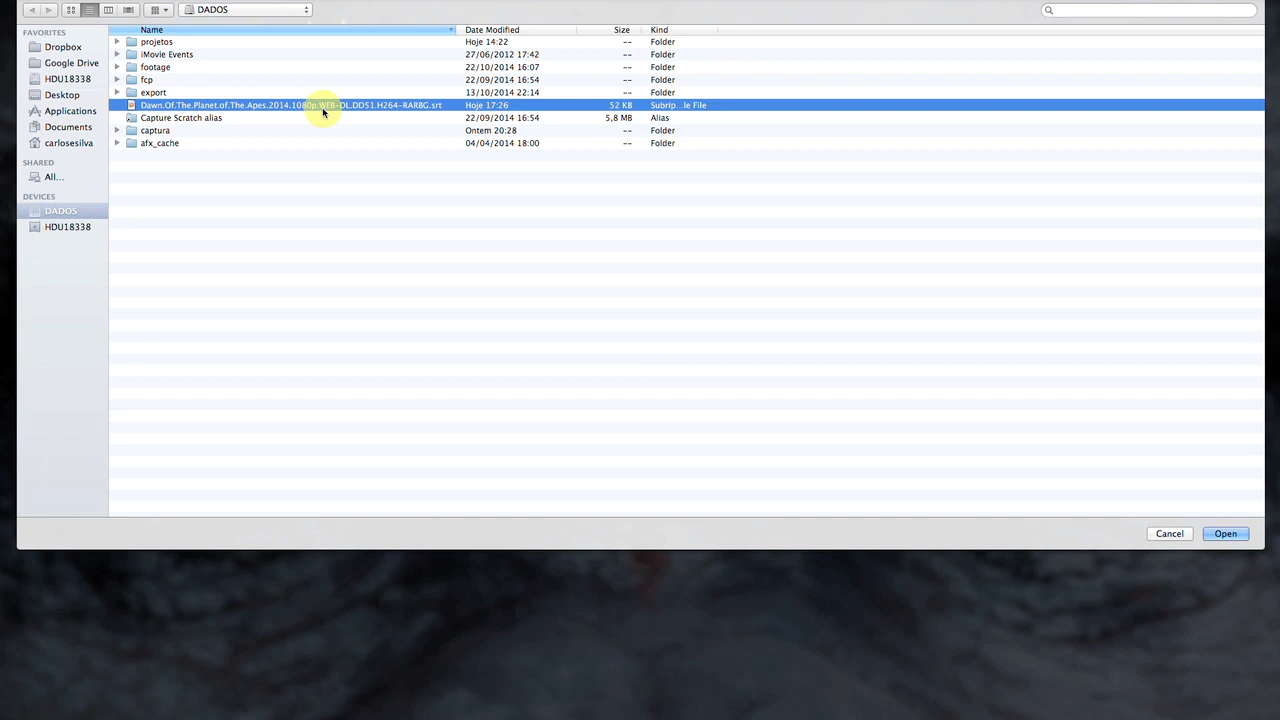 DADOS
FAVORITES
Dropbox
Google Drive
HDU18338
Desktop
Applications
Documents
carlosesilva
SHARED
All...
DEVICES
DADOS
HDU18338
Name Date Modified Size Kind
projetos Hoje 14:22 -- Folder
iMovie Events 27/06/2012 17:42 -- Folder
footage 22/10/2014 16:07 -- Folder
fcp 22/09/2014 16:54 -- Folder
export 13/10/2014 22:14 -- Folder
Dawn.Of.The.Planet.of.The.Apes.2014.1080p.WEB-DL.DD51.H264-RARBG.srt Hoje 17:26 52 KB Subrip...le File
Capture Scratch alias 22/09/2014 16:54 5,8 MB Alias
captura Ontem 20:28 -- Folder
afx_cache 04/04/2014 18:00 -- Folder
Cancel Open